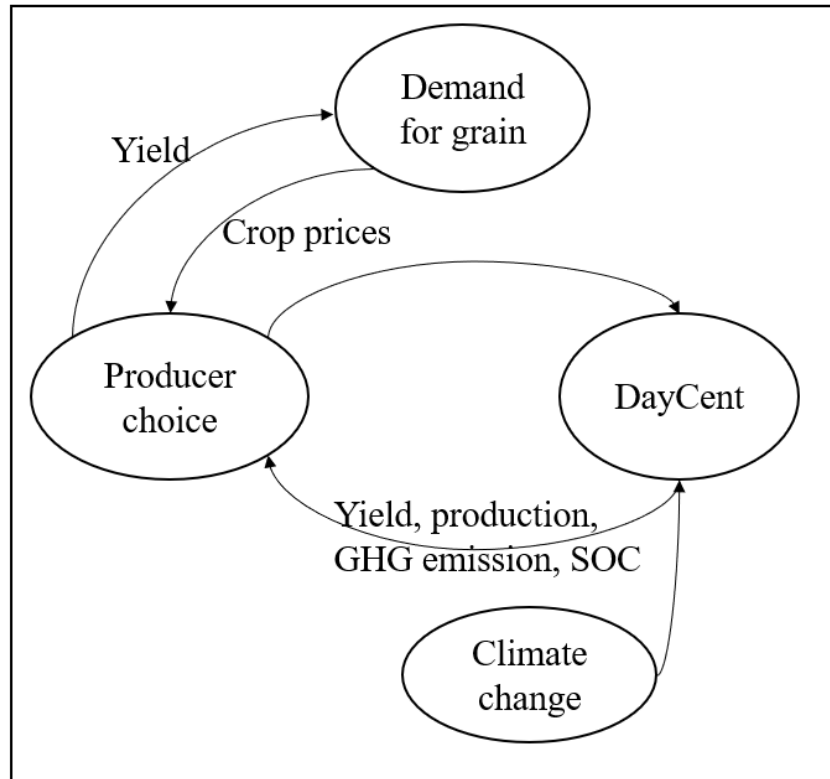 Demand
for grain
Yield
Crop prices
Producer
choice
DayCent
Yield, production,
GHG emission, SOC
Climate
change